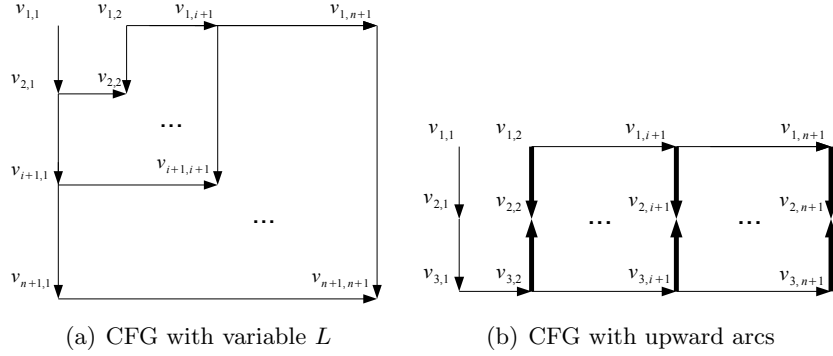 v1,1 v1,2 v1,i+1 v1,n+1
v2,1 v2,2
...
vi+1,1 vi+1,i+1
...
vn+1,1 vn+1,n+1
(a) CFG with variable L
v1,1 v1,2 v1,i+1 v1,n+1
v2,1 v2,2 ... v2,i+1 ... v2,n+1
v3,1 v3,2 v3,i+1 v3,n+1
(b) CFG with upward arcs